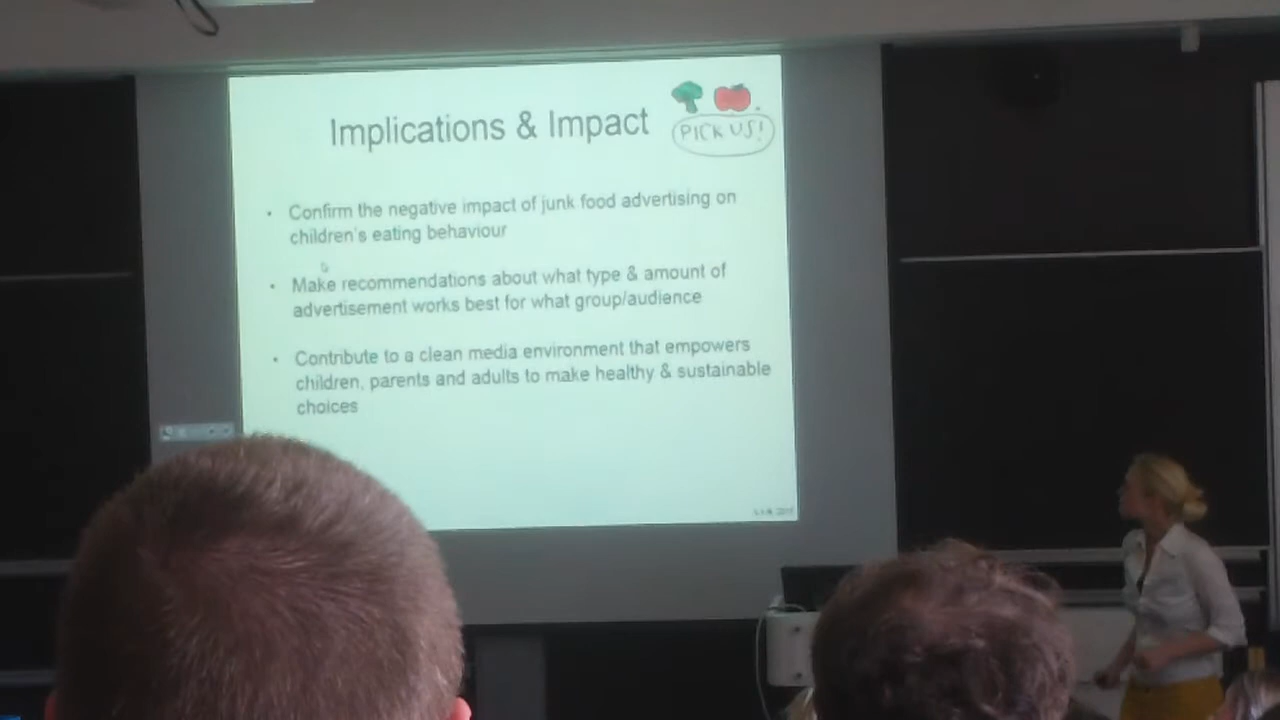 Implications & Impact
PICK US!
• Confirm the negative impact of junk food advertising on
children's eating behaviour
• Make recommendations about what type & amount of
advertisement works best for what group/audience
• Contribute to a clean media environment that empowers
children, parents and adults to make healthy & sustainable
choices